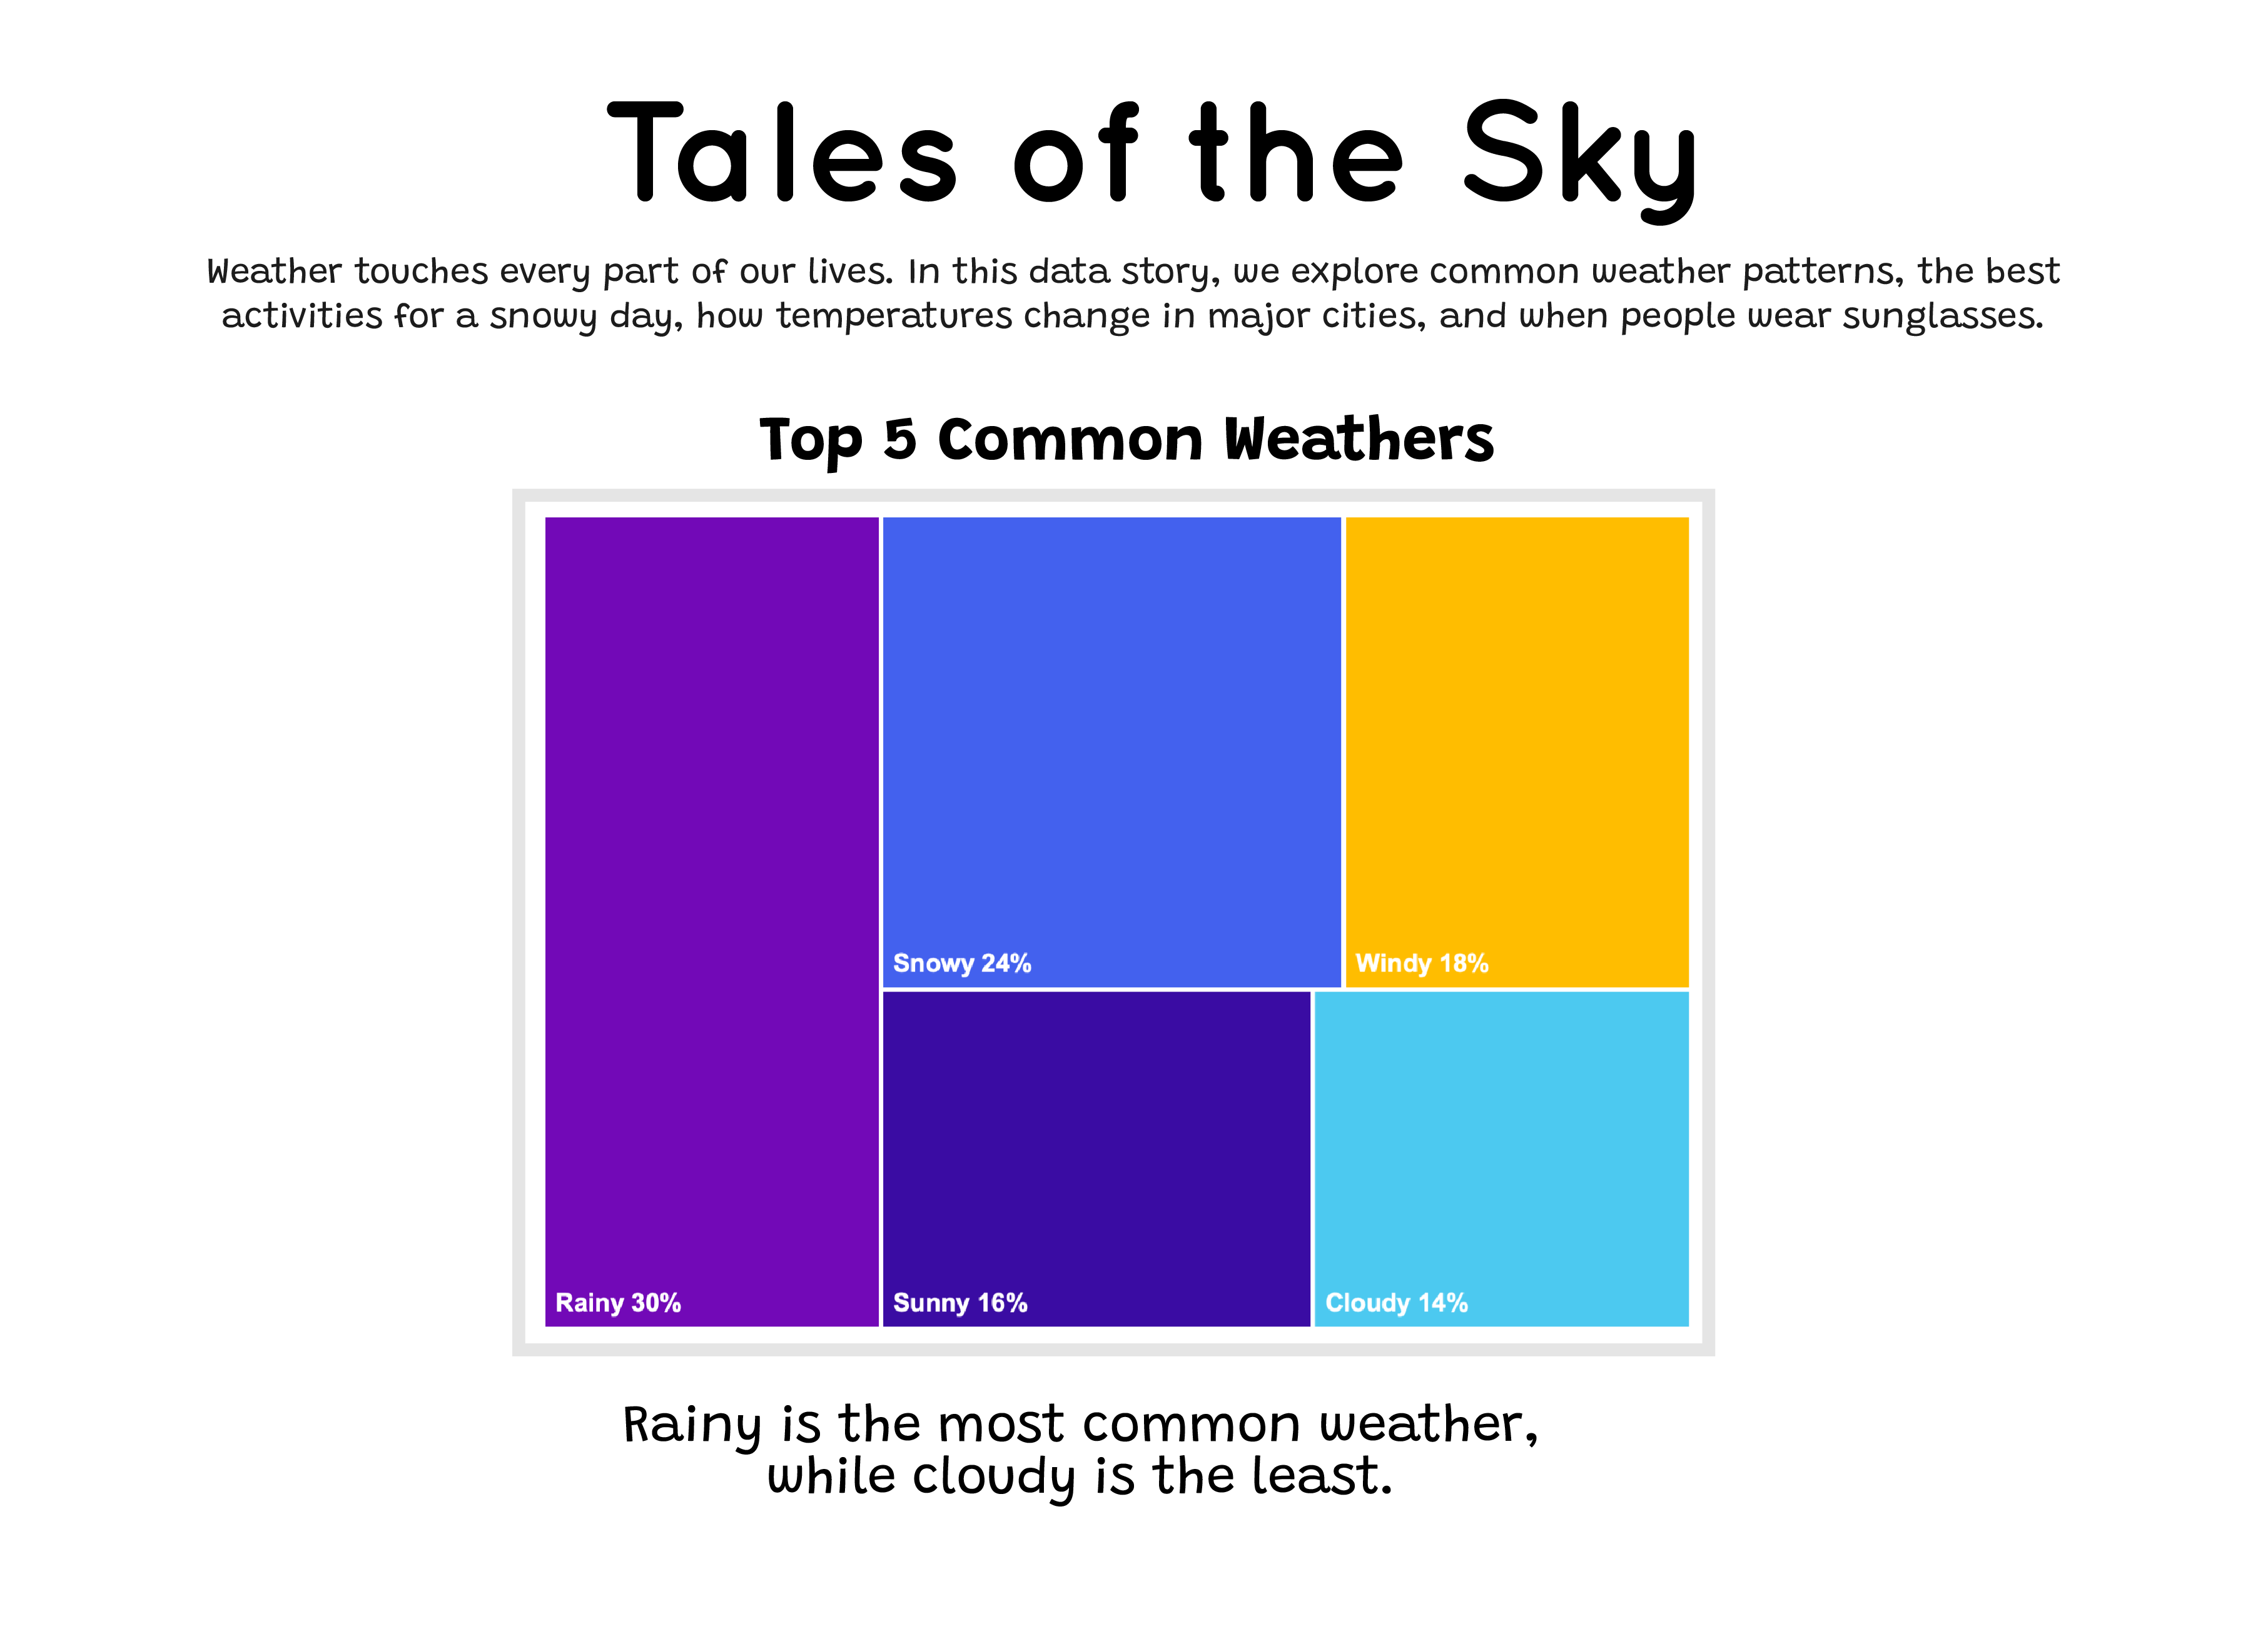 Tales of the Sky
Weather touches every part of our lives. In this data story, we explore common weather patterns, the best
activities for a snowy day, how temperatures change in major cities, and when people wear sunglasses.
Top 5 Common Weathers
Snowy 24%
Windy 18%
Rainy 30%
Sunny 16%
Cloudy 14%
Rainy is the most common weather,
while cloudy is the least.